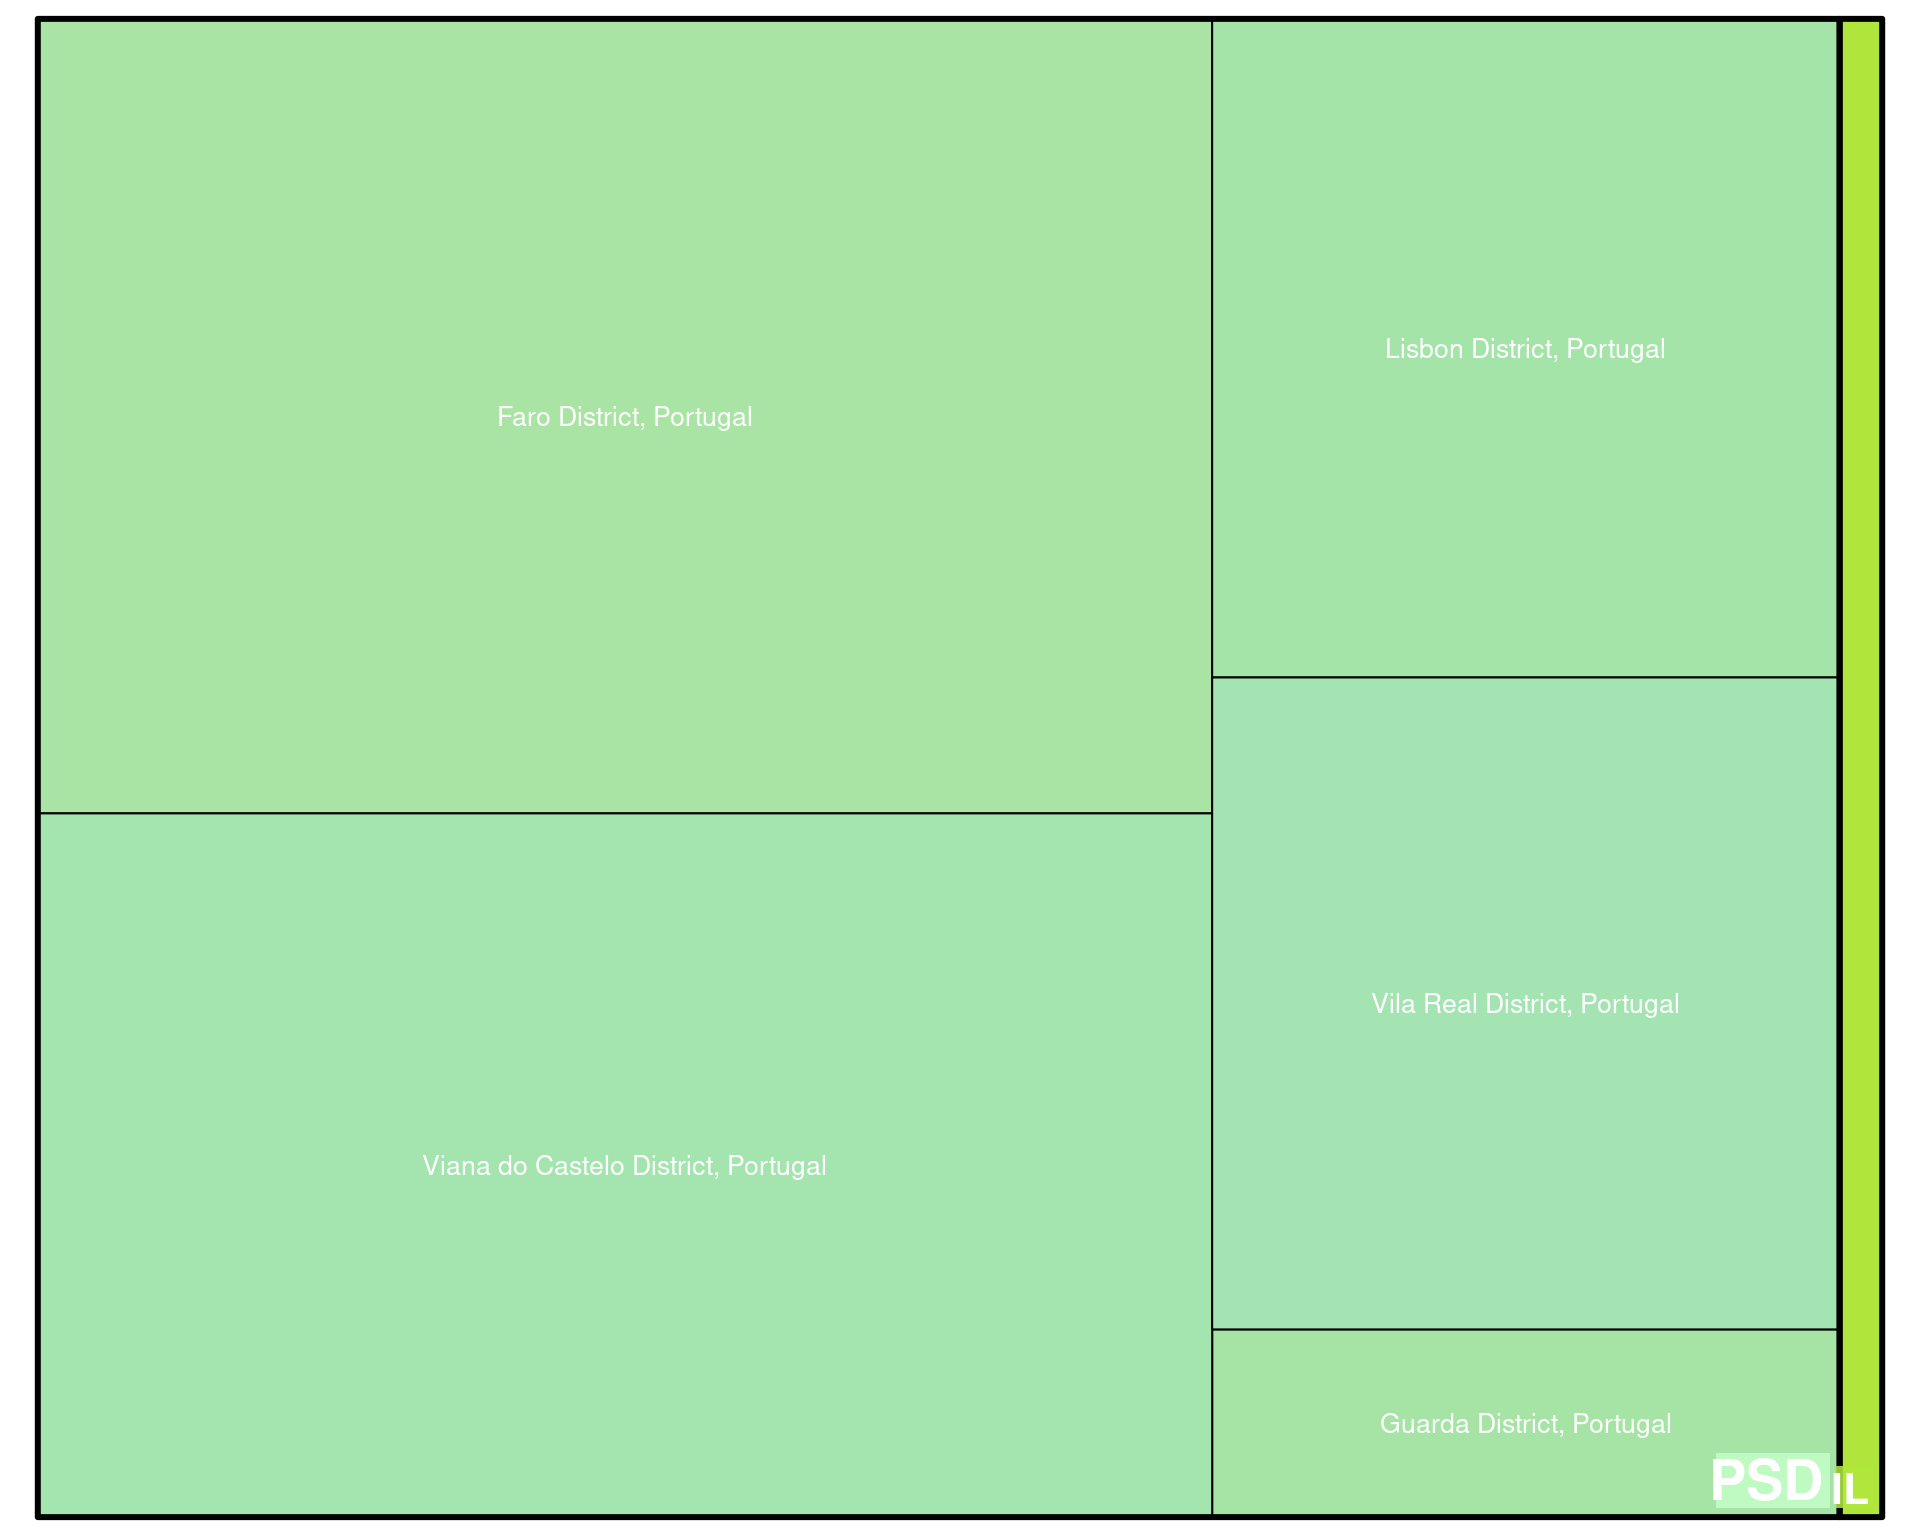 Faro District, Portugal
Lisbon District, Portugal
Viana do Castelo District, Portugal
Vila Real District, Portugal
Guarda District, Portugal
PSD
IL